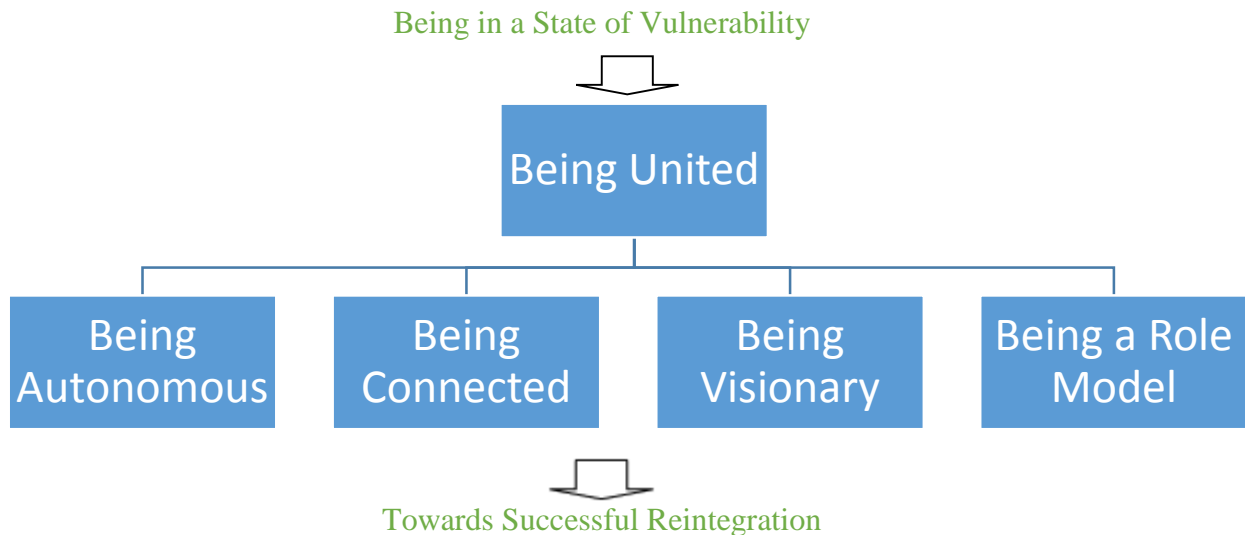 Being in a State of Vulnerability
Being United
Being
Autonomous
Being
Connected
Being
Visionary
Being a Role
Model
Towards Successful Reintegration